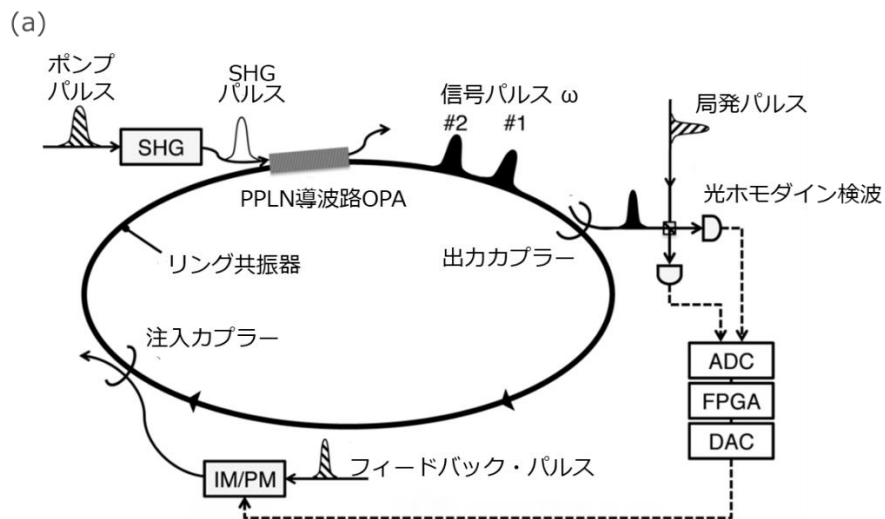 (a)
ポンプ
パルス
SHG
SHG
パルス
信号パルス ω
#2
#1
局発パルス
PPLN導波路OPA
光ホモダイン検波
リング共振器
出力カプラー
注入カプラー
ADC
FPGA
DAC
IM/PM
フィードバック・パルス